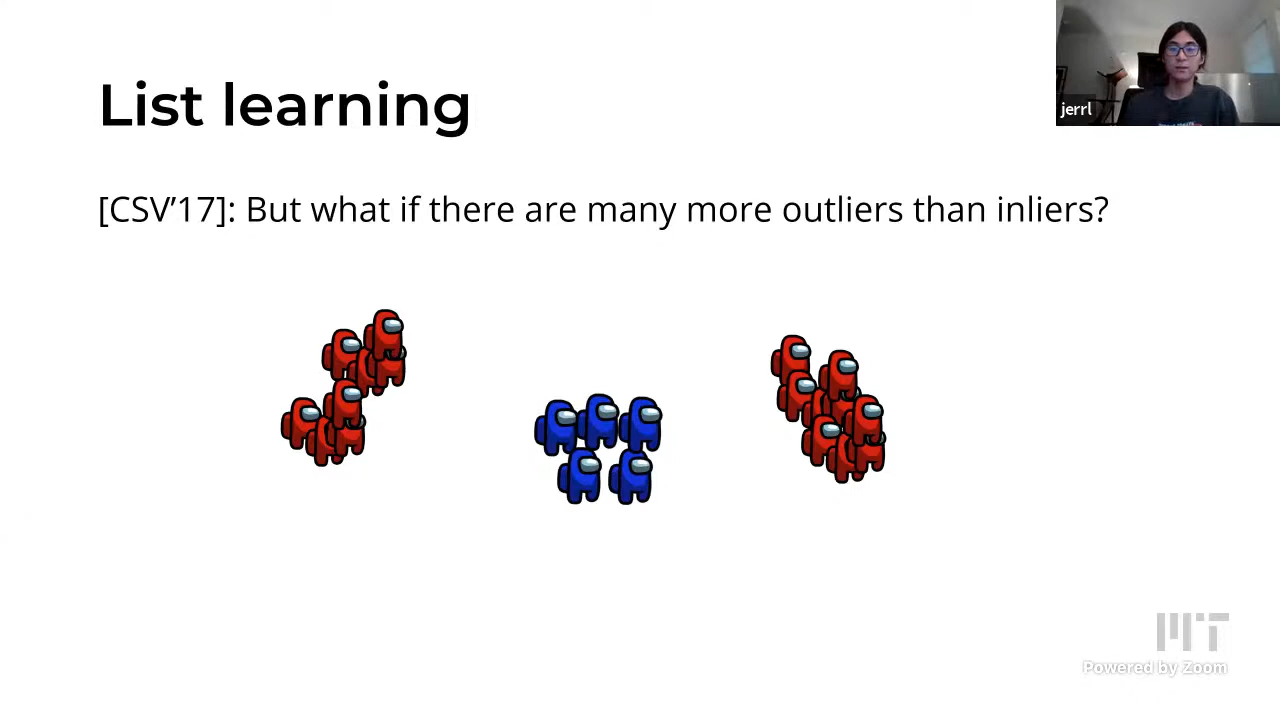 List learning
[CSV’17]: But what if there are many more outliers than inliers?
jerrl
MIT
Powered by Zoom